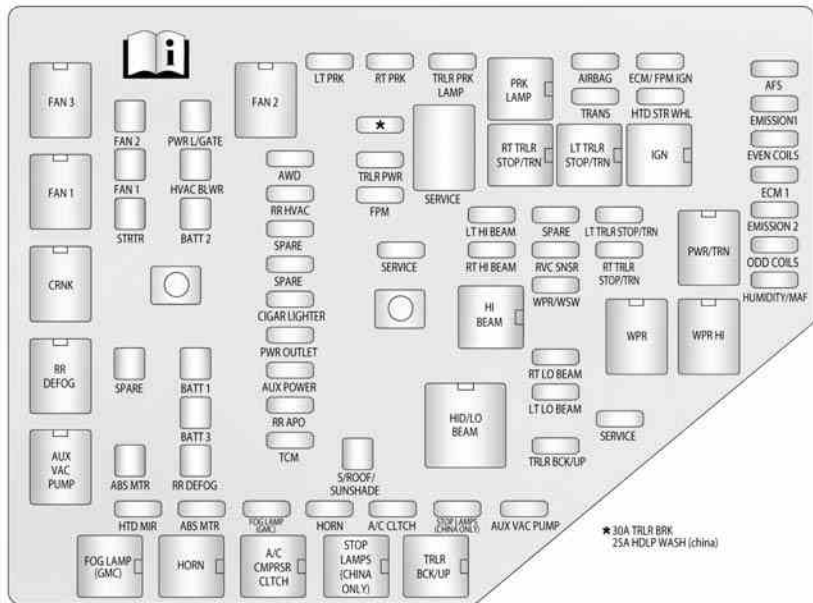 i
LT PRK
RT PRK
TRLR PRK
LAMP
PRK
LAMP
AIRBAG
ECM/ FPM IGN
AFS
FAN 3
FAN 2
FAN 2
PWR L/GATE
TRANS
HTD STR WHL
EMISSION1
RT TRLR
STOP/TRN
LT TRLR
STOP/TRN
IGN
EVEN COILS
AWD
TRLR PWR
SERVICE
ECM 1
FAN 1
FAN 1
HVAC BLWR
RR HVAC
FPM
STRTR
BATT 2
SPARE
LT HI BEAM
SPARE
LT TRLR STOP/TRN
EMISSION 2
SERVICE
RT HI BEAM
RVC SNSR
RT TRLR
STOP/TRN
PWR/TRN
ODD COILS
SPARE
WPR/WSW
HUMIDITY/MAF
CRNK
CIGAR LIGHTER
HI
BEAM
WPR
WPR HI
PWR OUTLET
RR
DEFOG
SPARE
BATT 1
AUX POWER
RT LO BEAM
RR APO
LT LO BEAM
BATT 3
TCM
HID/LO
BEAM
SERVICE
AUX
VAC
PUMP
ABS MTR
RR DEFOG
S/ROOF/
SUNSHADE
TRLR BCK/UP
HTD MIR
ABS MTR
FOG LAMP
(GMC)
HORN
A/C CLTCH
STOP LAMPS
(CHINA ONLY)
AUX VAC PUMP
FOG LAMP
(GMC)
HORN
A/C
CMPRSR
CLTCH
STOP
LAMPS
(CHINA
ONLY)
TRLR
BCK/UP
★ 30A TRLR BRK
25A HDLP WASH (china)